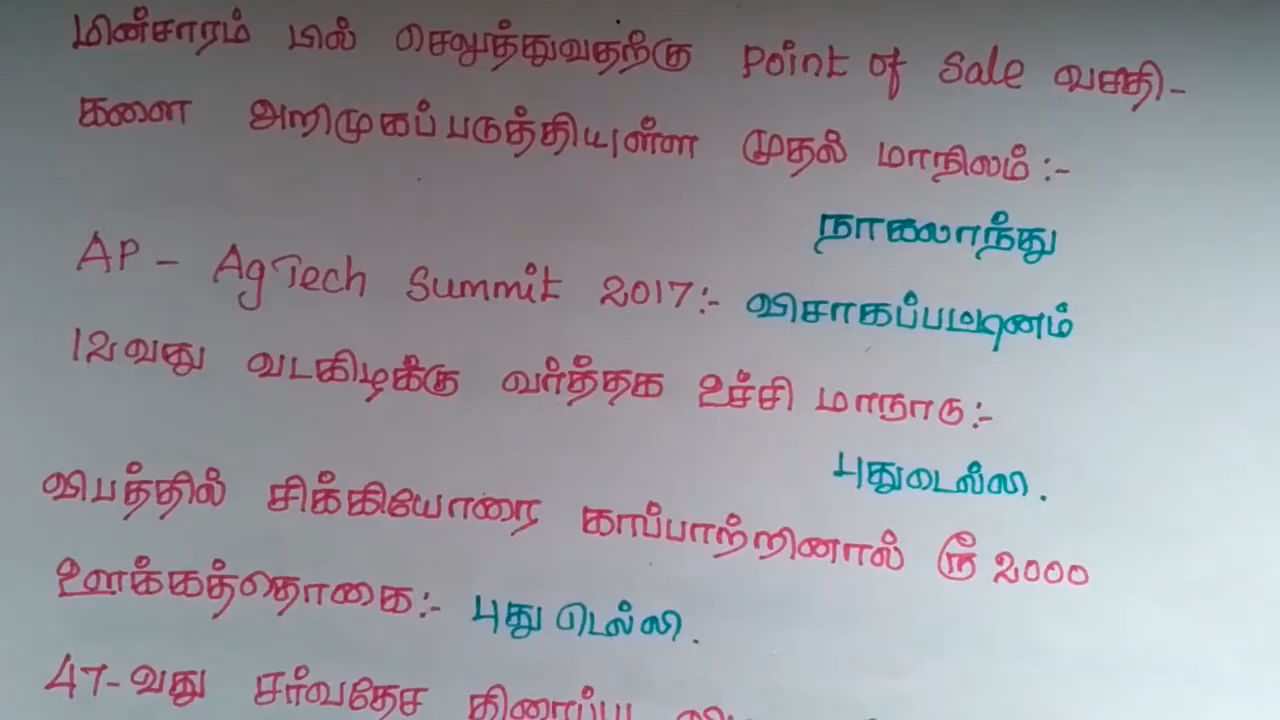 மின்சாரம் பில் செலுத்துவதற்கு Point of Sale வசதி-
களை அறிமுகப்படுத்தியுள்ள முதல் மாநிலம் :-
நாகலாந்து
AP - AgTech Summit 2017:- விசாகப்பட்டினம்
12வது வடகிழக்கு வர்த்தக உச்சி மாநாடு:-
புதுடெல்லி.
விபத்தில் சிக்கியோரை காப்பாற்றினால் ரூ 2000
ஊக்கத்தொகை:- புது டெல்லி.
47-வது சர்வதேச திரைப்பட